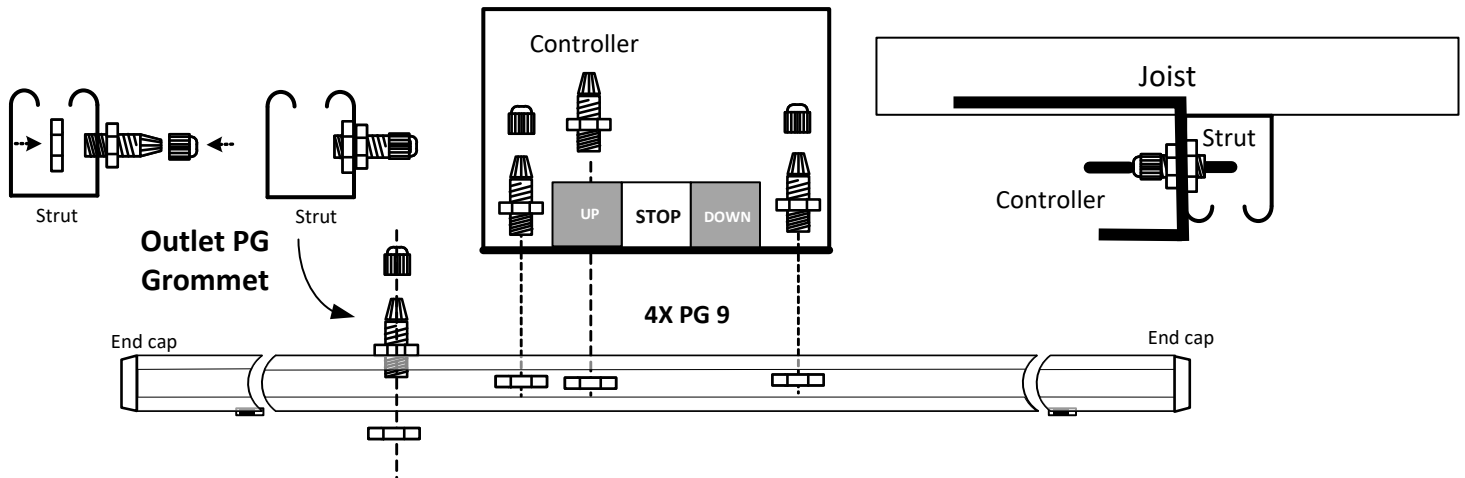 Controller
Joist
Strut
Controller
Strut
Strut
UP
STOP
DOWN
Outlet PG
Grommet
4X PG 9
End cap
End cap